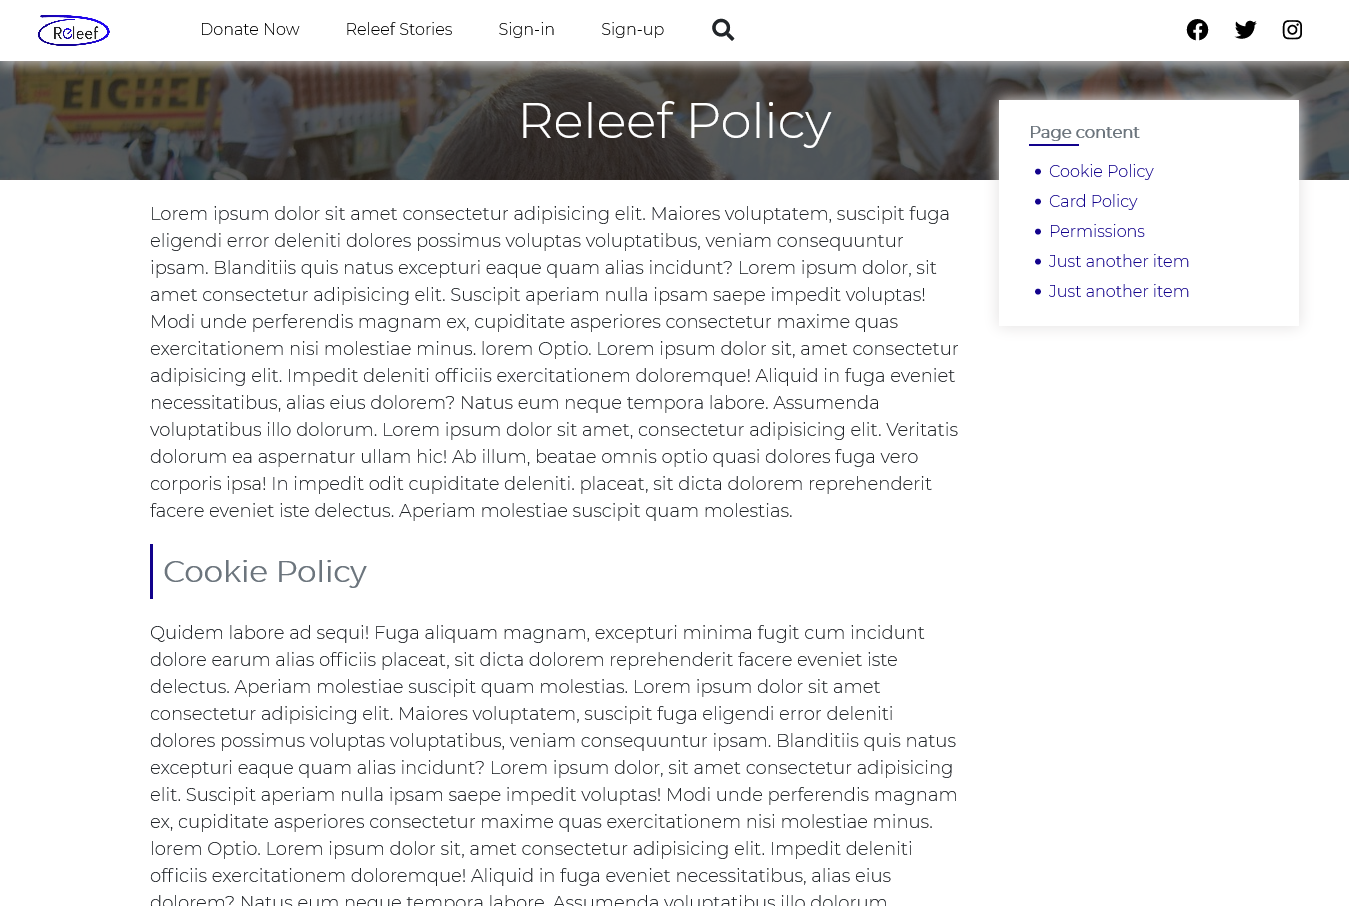 Releef
Donate Now
Releef Stories
Sign-in
Sign-up
EICHER
Releef Policy
Page content
Cookie Policy
Card Policy
Permissions
Just another item
Just another item
Lorem ipsum dolor sit amet consectetur adipisicing elit. Maiores voluptatem, suscipit fuga
eligendi error deleniti dolores possimus voluptas voluptatibus, veniam consequuntur
ipsam. Blanditiis quis natus excepturi eaque quam alias incidunt? Lorem ipsum dolor, sit
amet consectetur adipisicing elit. Suscipit aperiam nulla ipsam saepe impedit voluptas!
Modi unde perferendis magnam ex, cupiditate asperiores consectetur maxime quas
exercitationem nisi molestiae minus. lorem Optio. Lorem ipsum dolor sit, amet consectetur
adipisicing elit. Impedit deleniti officiis exercitationem doloremque! Aliquid in fuga eveniet
necessitatibus, alias eius dolorem? Natus eum neque tempora labore. Assumenda
voluptatibus illo dolorum. Lorem ipsum dolor sit amet, consectetur adipisicing elit. Veritatis
dolorum ea aspernatur ullam hic! Ab illum, beatae omnis optio quasi dolores fuga vero
corporis ipsa! In impedit odit cupiditate deleniti. placeat, sit dicta dolorem reprehenderit
facere eveniet iste delectus. Aperiam molestiae suscipit quam molestias.
Cookie Policy
Quidem labore ad sequi! Fuga aliquam magnam, excepturi minima fugit cum incidunt
dolore earum alias officiis placeat, sit dicta dolorem reprehenderit facere eveniet iste
delectus. Aperiam molestiae suscipit quam molestias. Lorem ipsum dolor sit amet
consectetur adipisicing elit. Maiores voluptatem, suscipit fuga eligendi error deleniti
dolores possimus voluptas voluptatibus, veniam consequuntur ipsam. Blanditiis quis natus
excepturi eaque quam alias incidunt? Lorem ipsum dolor, sit amet consectetur adipisicing
elit. Suscipit aperiam nulla ipsam saepe impedit voluptas! Modi unde perferendis magnam
ex, cupiditate asperiores consectetur maxime quas exercitationem nisi molestiae minus.
lorem Optio. Lorem ipsum dolor sit, amet consectetur adipisicing elit. Impedit deleniti
officiis exercitationem doloremque! Aliquid in fuga eveniet necessitatibus, alias eius
dolorem? Natus eum neque tempora labore. Assumenda voluptatibus illo dolorum.